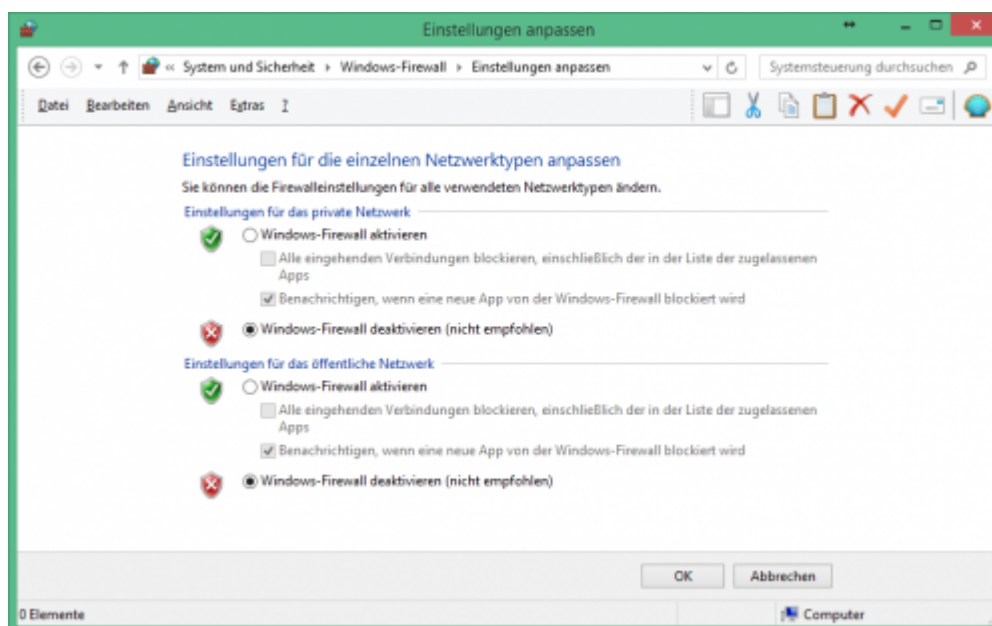 Einstellungen anpassen
« System und Sicherheit Windows-Firewall Einstellungen anpassen Systemsteuerung durchsuchen
Datei Bearbeiten Ansicht Extras ?
Einstellungen für die einzelnen Netzwerktypen anpassen
Sie können die Firewalleinstellungen für alle verwendeten Netzwerktypen ändern.
Einstellungen für das private Netzwerk
Windows-Firewall aktivieren
Alle eingehenden Verbindungen blockieren, einschließlich der in der Liste der zugelassenen
Apps
Benachrichtigen, wenn eine neue App von der Windows-Firewall blockiert wird
Windows-Firewall deaktivieren (nicht empfohlen)
Einstellungen für das öffentliche Netzwerk
Windows-Firewall aktivieren
Alle eingehenden Verbindungen blockieren, einschließlich der in der Liste der zugelassenen
Apps
Benachrichtigen, wenn eine neue App von der Windows-Firewall blockiert wird
Windows-Firewall deaktivieren (nicht empfohlen)
OK Abbrechen
0 Elemente Computer